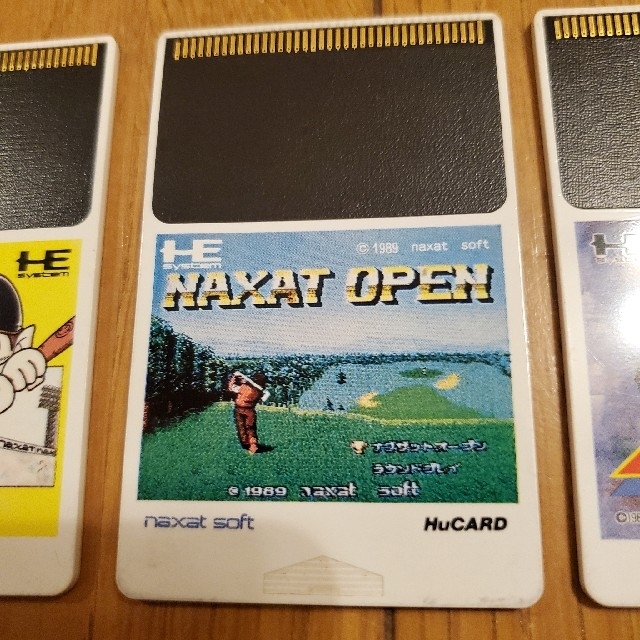 HE
SYSTEM
HE
SYSTEM
© 1989 naxat soft
NAXAT OPEN
ナグザットオープン
ラウンドプレイ
© 1989 naxat soft
naxat soft
HuCARD